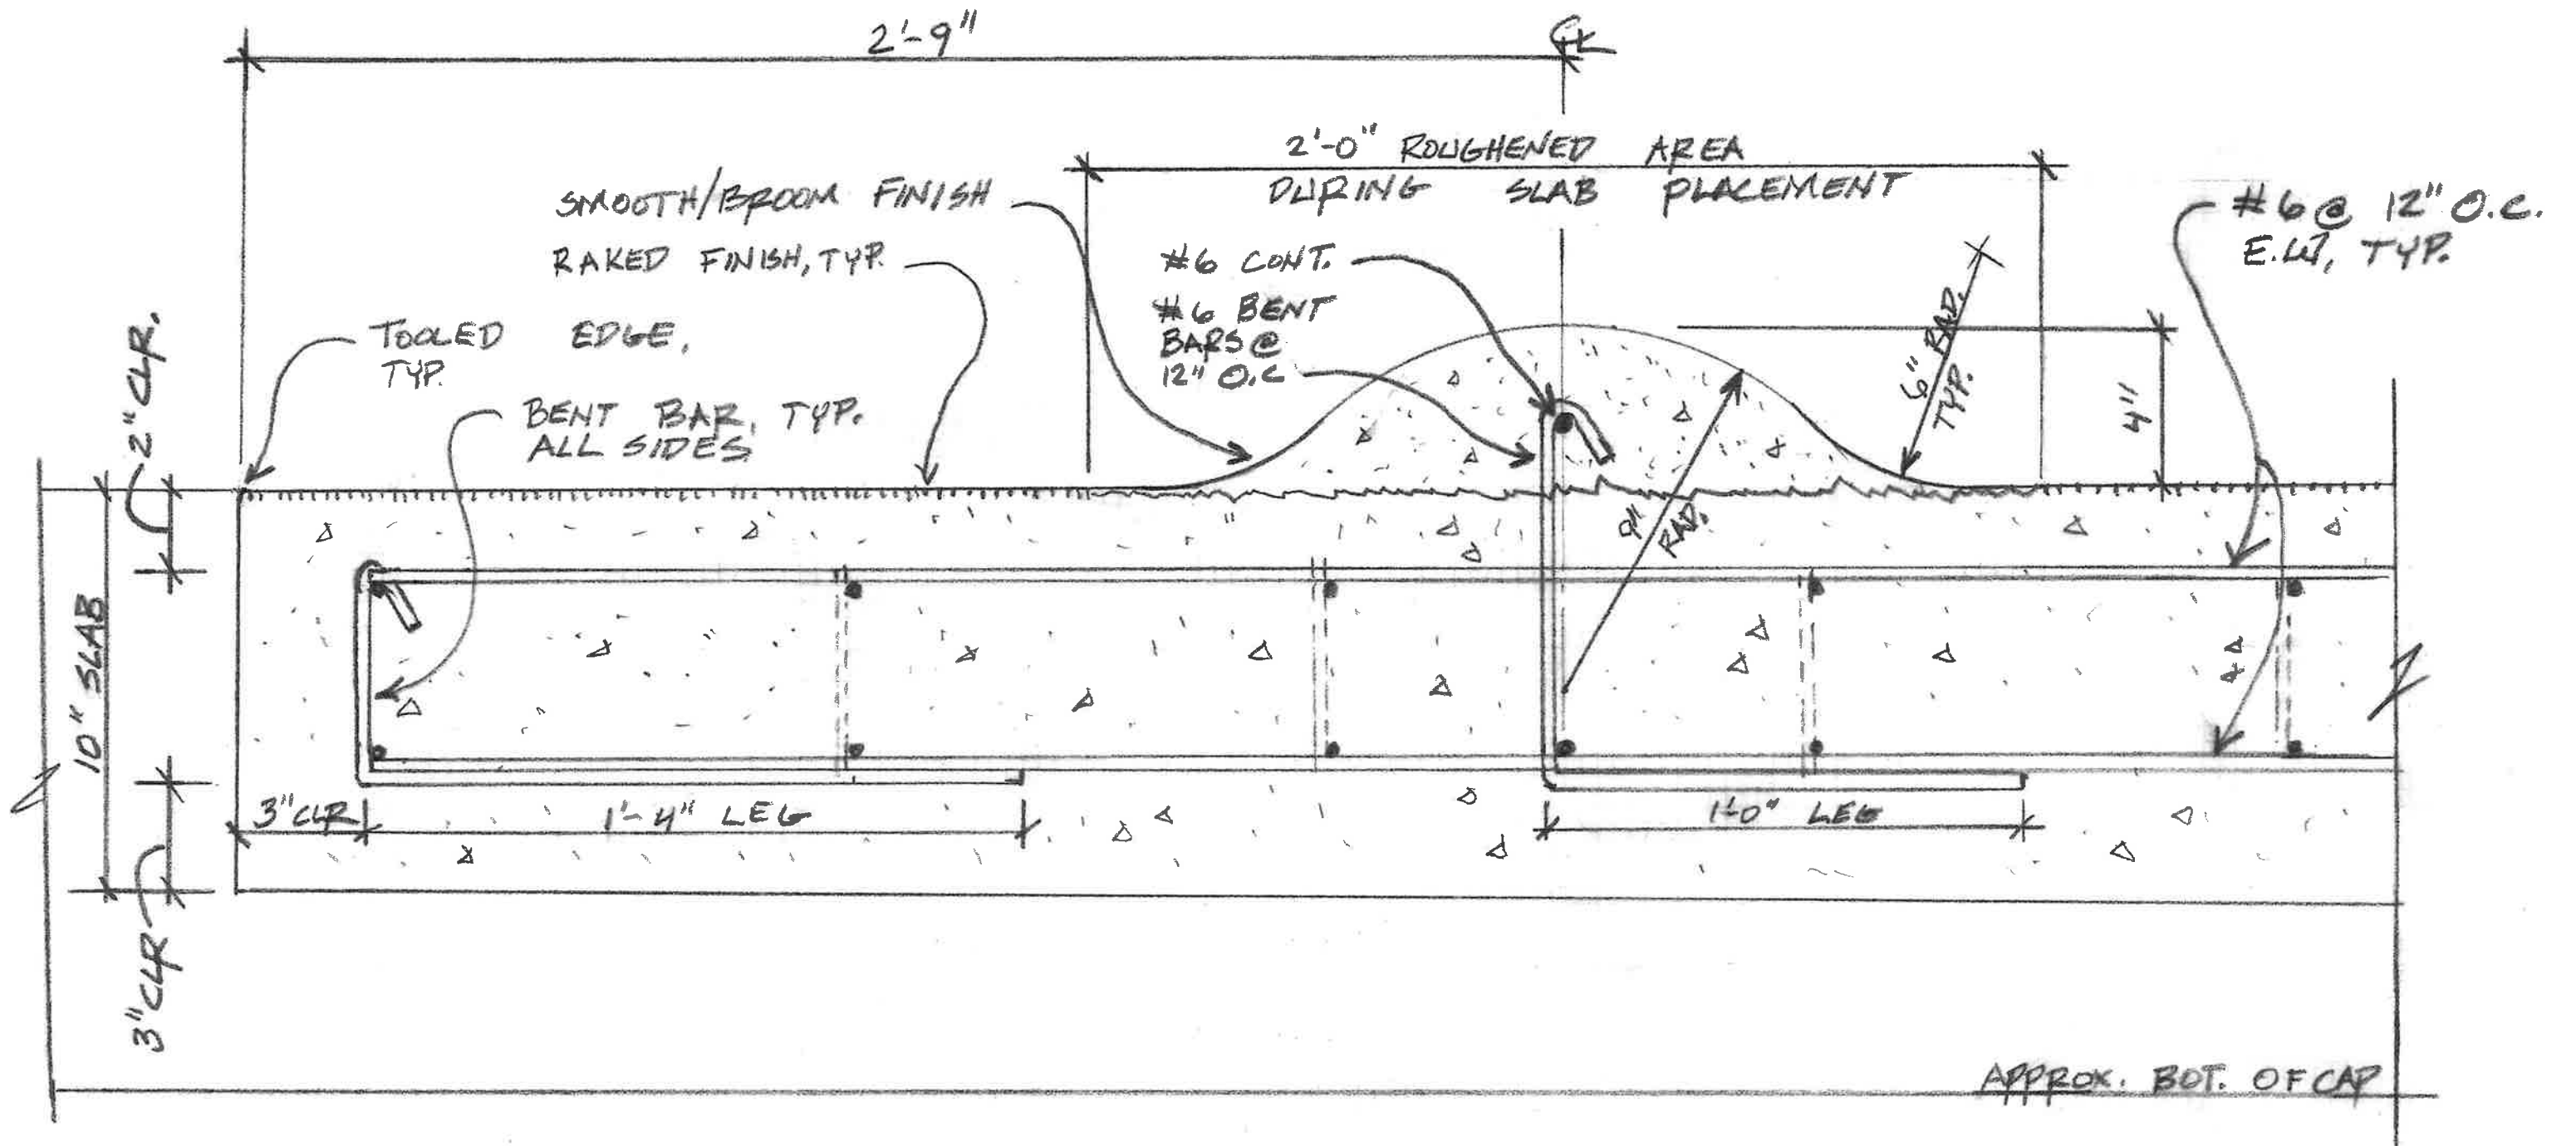 2'-9"
CL
2'-0" ROUGHENED AREA
DURING SLAB PLACEMENT
SMOOTH/BROOM FINISH
RAKED FINISH, TYP.
#6 CONT.
#6 BENT
BARS @
12" O.C
#6 @ 12" O.C.
E.W, TYP.
6" RAD.
TYP.
4"
TOOLED EDGE,
TYP.
BENT BAR, TYP.
ALL SIDES
2" CLR.
9"
RAD.
10" SLAB
3" CLR
1'-4" LEG
1'-0" LEG
3" CLR
APPROX. BOT. OF CAP